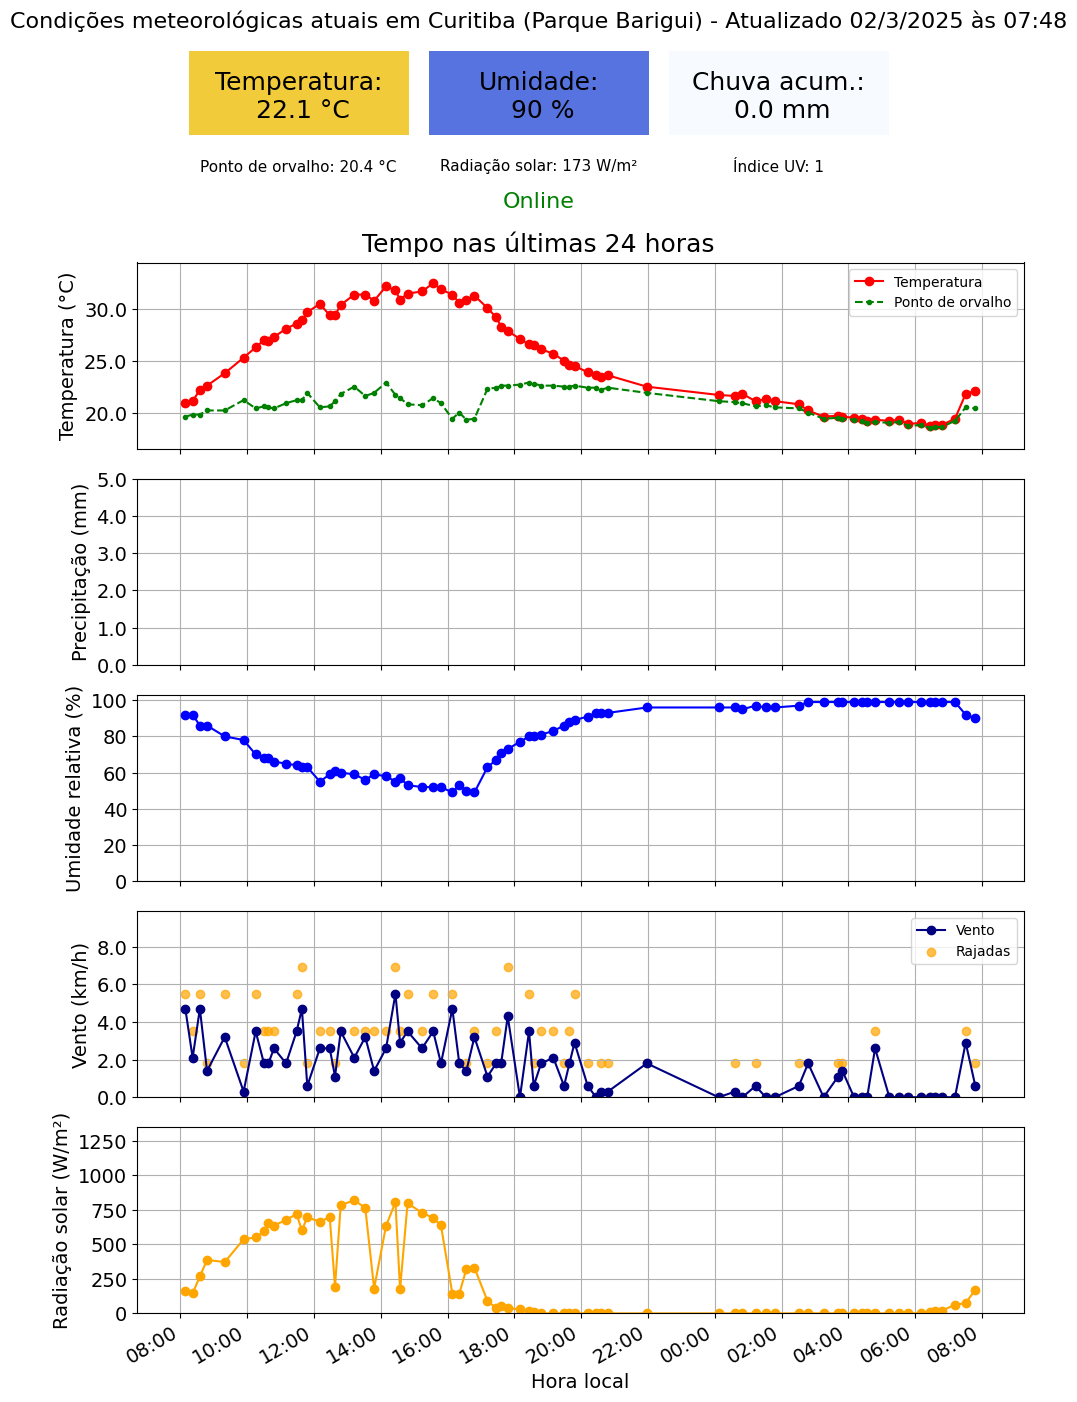 Condições meteorológicas atuais em Curitiba (Parque Barigui) - Atualizado 02/3/2025 às 07:48
Temperatura:
22.1 °C
Umidade:
90 %
Chuva acum.:
0.0 mm
Ponto de orvalho: 20.4 °C
Radiação solar: 173 W/m²
Índice UV: 1
Online
Tempo nas últimas 24 horas
Temperatura (°C)
30.0
25.0
20.0
Temperatura
Ponto de orvalho
Precipitação (mm)
5.0
4.0
3.0
2.0
1.0
0.0
Umidade relativa (%)
100
80
60
40
20
0
Vento (km/h)
8.0
6.0
4.0
2.0
0.0
Vento
Rajadas
Radiação solar (W/m²)
1250
1000
750
500
250
0
08:00
10:00
12:00
14:00
16:00
18:00
20:00
22:00
00:00
02:00
04:00
06:00
08:00
Hora local